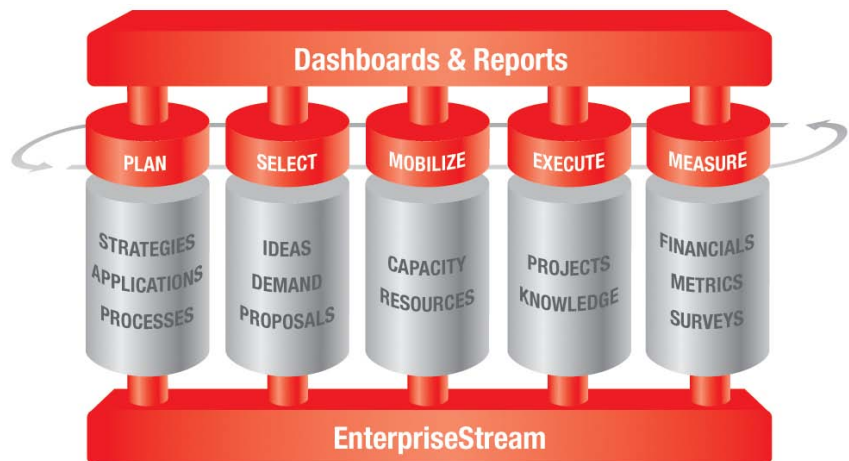 Dashboards & Reports
PLAN
SELECT
MOBILIZE
EXECUTE
MEASURE
STRATEGIES
APPLICATIONS
PROCESSES
IDEAS
DEMAND
PROPOSALS
CAPACITY
RESOURCES
PROJECTS
KNOWLEDGE
FINANCIALS
METRICS
SURVEYS
EnterpriseStream